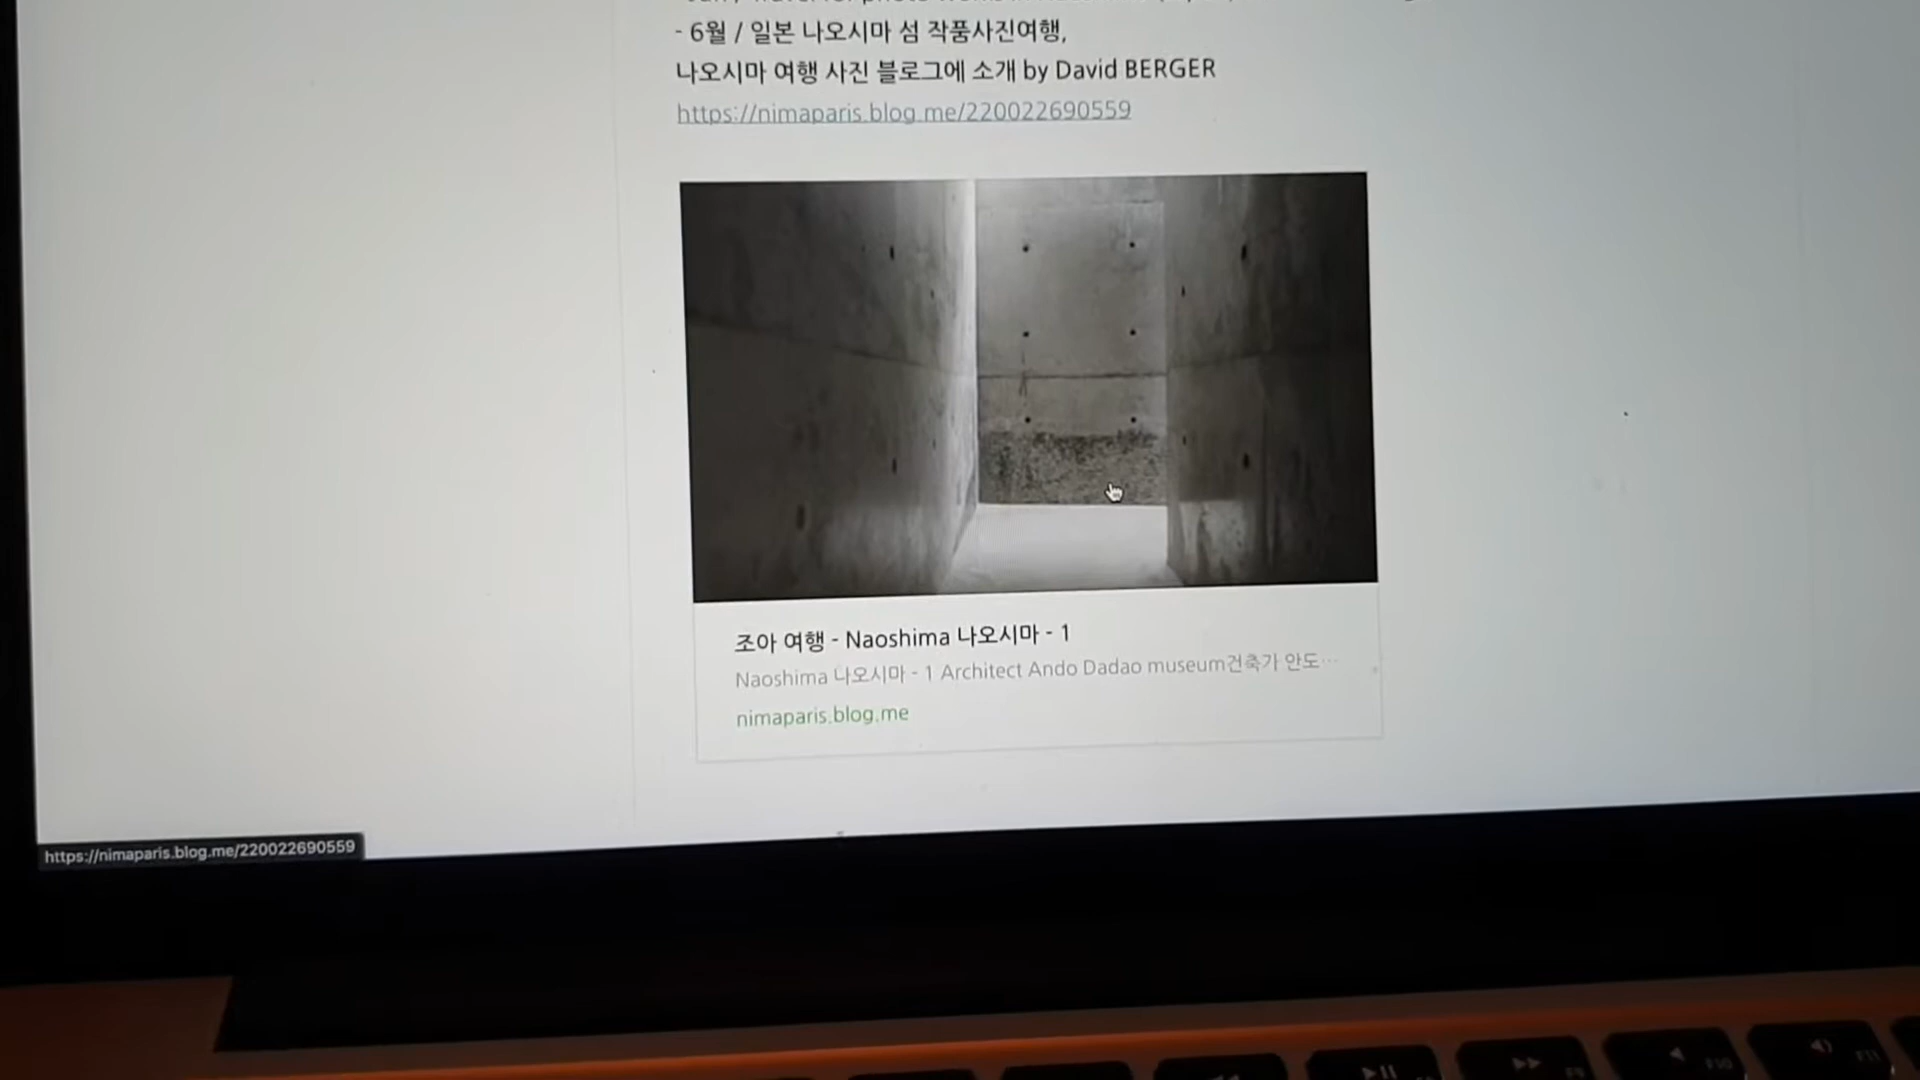 - 6월 / 일본 나오시마 섬 작품사진여행,
나오시마 여행 사진 블로그에 소개 by David BERGER
https://nimaparis.blog.me/220022690559
조아 여행 - Naoshima 나오시마 - 1
Naoshima 나오시마 - 1 Architect Ando Dadao museum건축가 안도…
nimaparis.blog.me
https://nimaparis.blog.me/220022690559
F10
F11